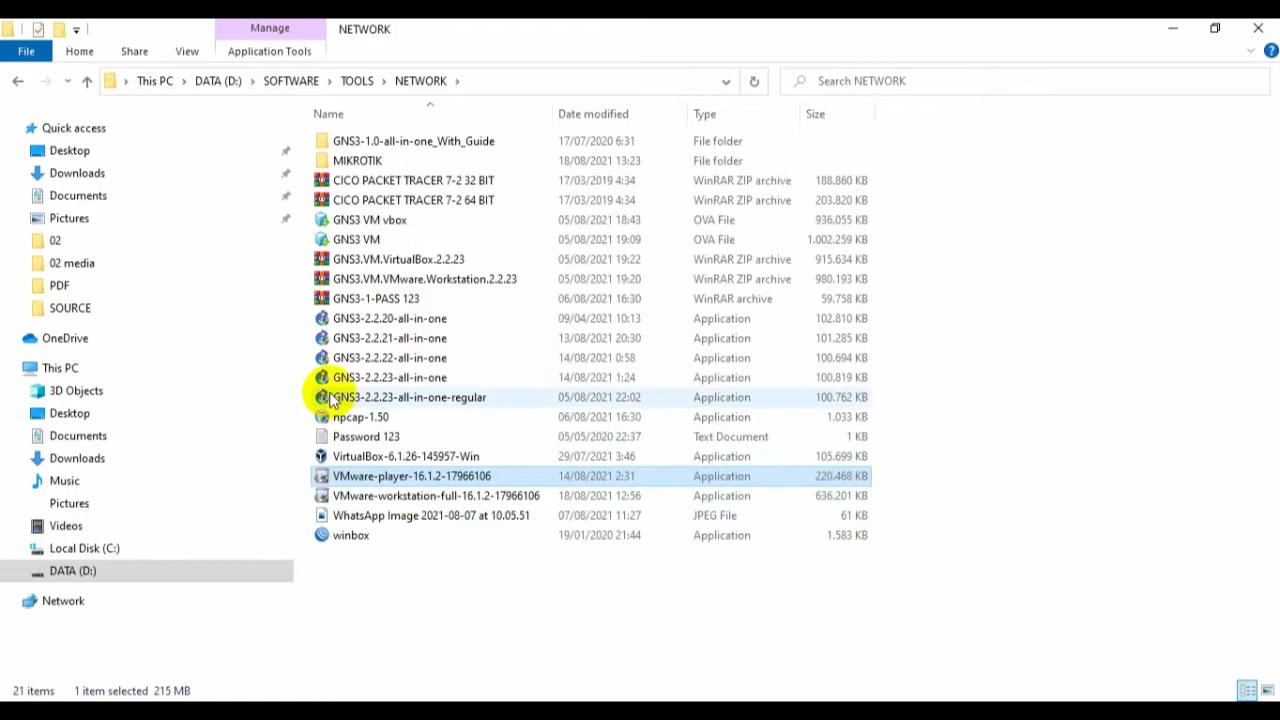 Manage
NETWORK
File
Home
Share
View
Application Tools
This PC
DATA (D:)
SOFTWARE
TOOLS
NETWORK
Search NETWORK
Quick access
Desktop
Downloads
Documents
Pictures
02
02 media
PDF
SOURCE
OneDrive
This PC
3D Objects
Desktop
Documents
Downloads
Music
Pictures
Videos
Local Disk (C:)
DATA (D:)
Network
Name Date modified Type Size
GNS3-1.0-all-in-one_With_Guide 17/07/2020 6:31 File folder
MIKROTIK 18/08/2021 13:23 File folder
CICO PACKET TRACER 7-2 32 BIT 17/03/2019 4:34 WinRAR ZIP archive 188.860 KB
CICO PACKET TRACER 7-2 64 BIT 17/03/2019 4:34 WinRAR ZIP archive 203.820 KB
GNS3 VM vbox 05/08/2021 18:43 OVA File 936.055 KB
GNS3 VM 05/08/2021 19:09 OVA File 1.002.259 KB
GNS3.VM.VirtualBox.2.2.23 05/08/2021 19:22 WinRAR ZIP archive 915.634 KB
GNS3.VM.VMware.Workstation.2.2.23 05/08/2021 19:20 WinRAR ZIP archive 980.193 KB
GNS3-1-PASS 123 06/08/2021 16:30 WinRAR archive 59.758 KB
GNS3-2.2.20-all-in-one 09/04/2021 10:13 Application 102.810 KB
GNS3-2.2.21-all-in-one 13/08/2021 20:30 Application 101.285 KB
GNS3-2.2.22-all-in-one 14/08/2021 0:58 Application 100.694 KB
GNS3-2.2.23-all-in-one 14/08/2021 1:24 Application 100.819 KB
GNS3-2.2.23-all-in-one-regular 05/08/2021 22:02 Application 100.762 KB
npcap-1.50 06/08/2021 16:30 Application 1.033 KB
Password 123 05/05/2020 22:37 Text Document 1 KB
VirtualBox-6.1.26-145957-Win 29/07/2021 3:46 Application 105.699 KB
VMware-player-16.1.2-17966106 14/08/2021 2:31 Application 220.468 KB
VMware-workstation-full-16.1.2-17966106 18/08/2021 12:56 Application 636.201 KB
WhatsApp Image 2021-08-07 at 10.05.51 07/08/2021 11:27 JPEG File 61 KB
winbox 19/01/2020 21:44 Application 1.583 KB
21 items 1 item selected 215 MB